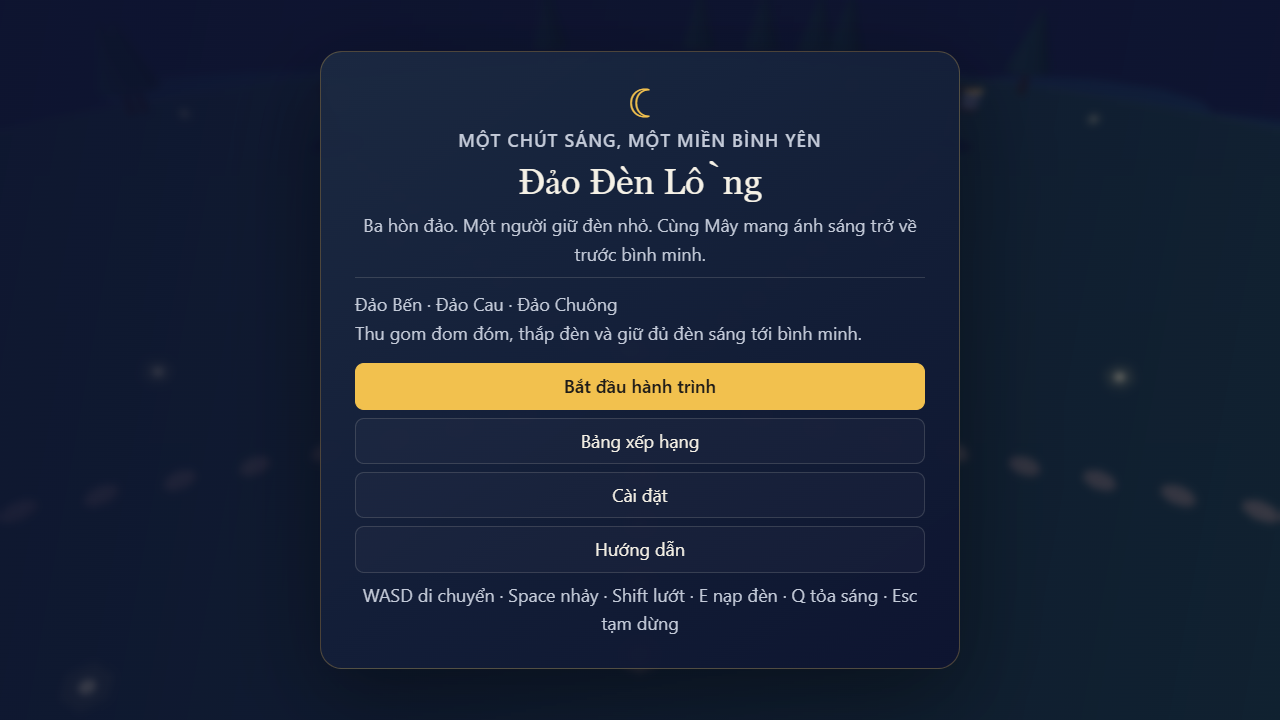 MỘT CHÚT SÁNG, MỘT MIỀN BÌNH YÊN
Đảo Đèn Lồng
Ba hòn đảo. Một người giữ đèn nhỏ. Cùng Mây mang ánh sáng trở về
trước bình minh.
Đảo Bến · Đảo Cau · Đảo Chuông
Thu gom đom đóm, thắp đèn và giữ đủ đèn sáng tới bình minh.
Bắt đầu hành trình
Bảng xếp hạng
Cài đặt
Hướng dẫn
WASD di chuyển · Space nhảy · Shift lướt · E nạp đèn · Q tỏa sáng · Esc
tạm dừng